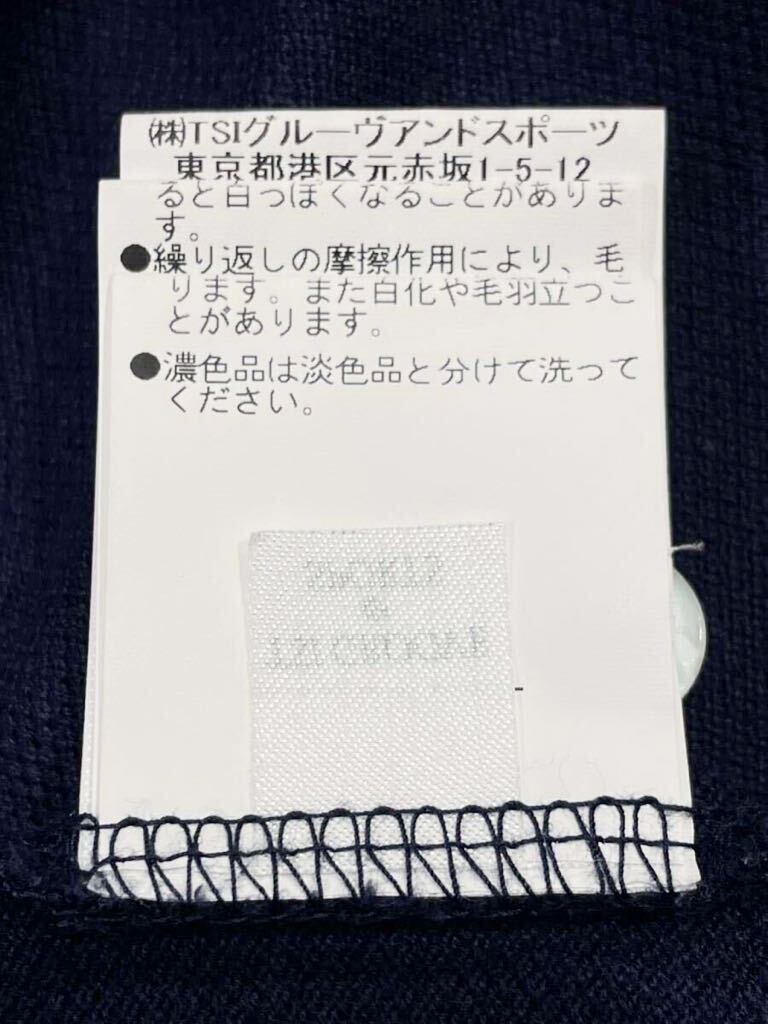 ㈱TSIグルーヴアンドスポーツ
東京都港区元赤坂1-5-12
ると白っぽくなることがありま
す。
●繰り返しの摩擦作用により、毛
ります。また白化や毛羽立つこ
とがあります。
●濃色品は淡色品と分けて洗って
ください。